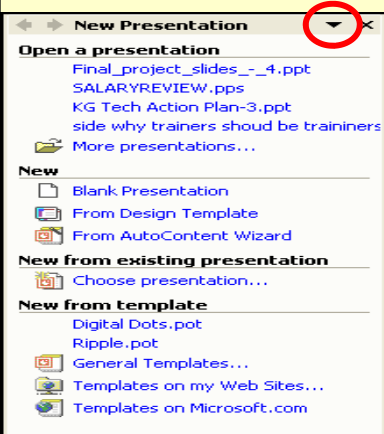 New Presentation
Open a presentation
Final_project_slides_-_4.ppt
SALARYREVIEW.pps
KG Tech Action Plan-3.ppt
side why trainers shoud be traininers
More presentations...
New
Blank Presentation
From Design Template
From AutoContent Wizard
New from existing presentation
Choose presentation...
New from template
Digital Dots.pot
Ripple.pot
General Templates...
Templates on my Web Sites...
Templates on Microsoft.com